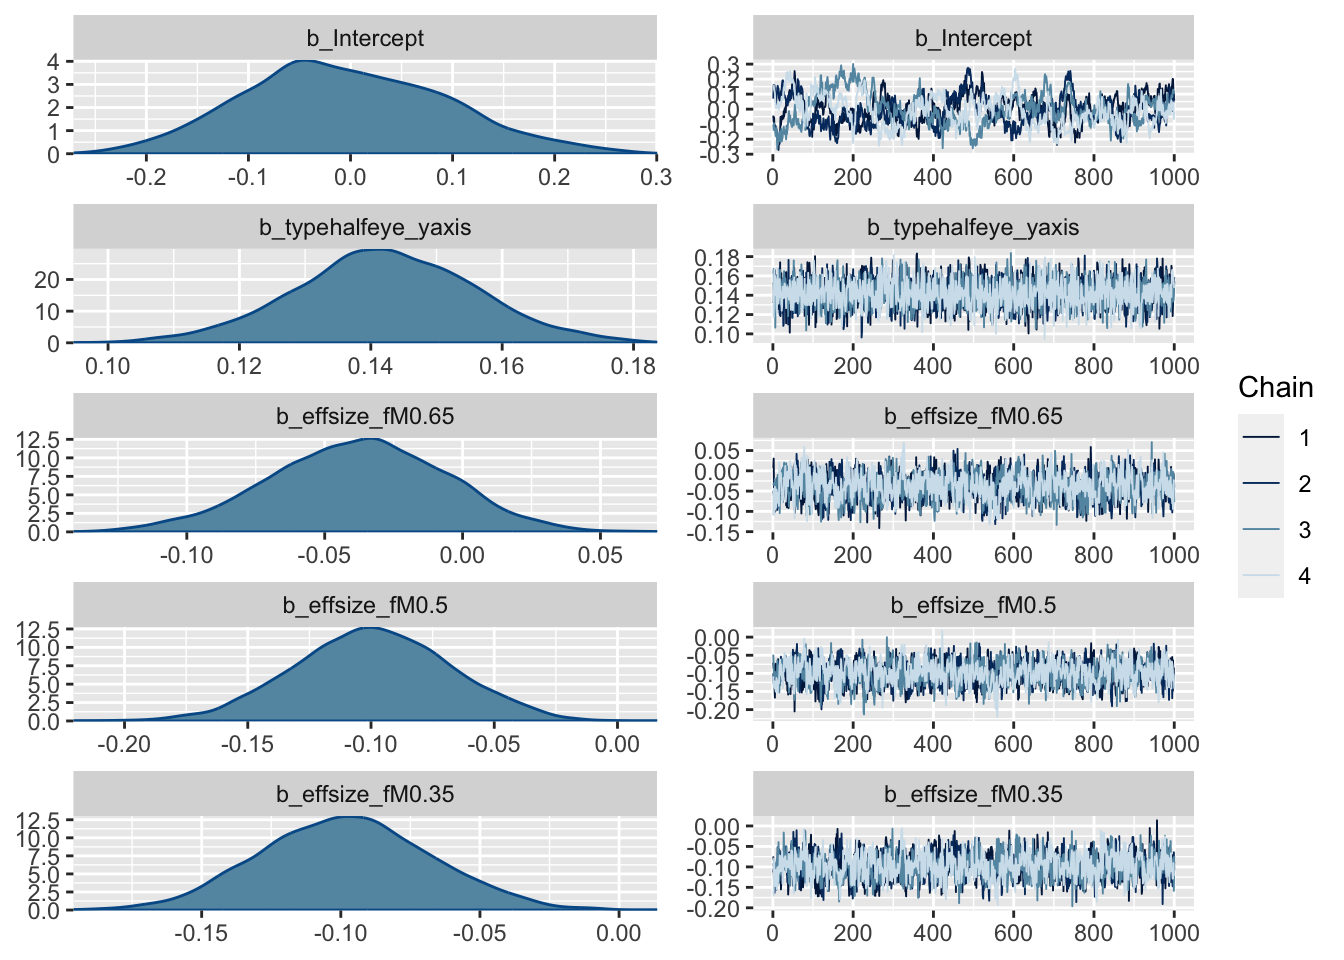 b_Intercept
4
3
2
1
0
-0.2 -0.1 0.0 0.1 0.2 0.3
b_Intercept
0.3
0.2
0.1
0.0
-0.1
-0.2
-0.3
0 200 400 600 800 1000
b_typehalfeye_yaxis
20
10
0
0.10 0.12 0.14 0.16 0.18
b_typehalfeye_yaxis
0.18
0.16
0.14
0.12
0.10
0 200 400 600 800 1000
b_effsize_fM0.65
12.5
10.0
7.5
5.0
2.5
0.0
-0.10 -0.05 0.00 0.05
b_effsize_fM0.65
0.05
0.00
-0.05
-0.10
-0.15
0 200 400 600 800 1000
b_effsize_fM0.5
12.5
10.0
7.5
5.0
2.5
0.0
-0.20 -0.15 -0.10 -0.05 0.00
b_effsize_fM0.5
0.00
-0.05
-0.10
-0.15
-0.20
0 200 400 600 800 1000
b_effsize_fM0.35
12.5
10.0
7.5
5.0
2.5
0.0
-0.15 -0.10 -0.05 0.00
b_effsize_fM0.35
0.00
-0.05
-0.10
-0.15
-0.20
0 200 400 600 800 1000
Chain
1
2
3
4